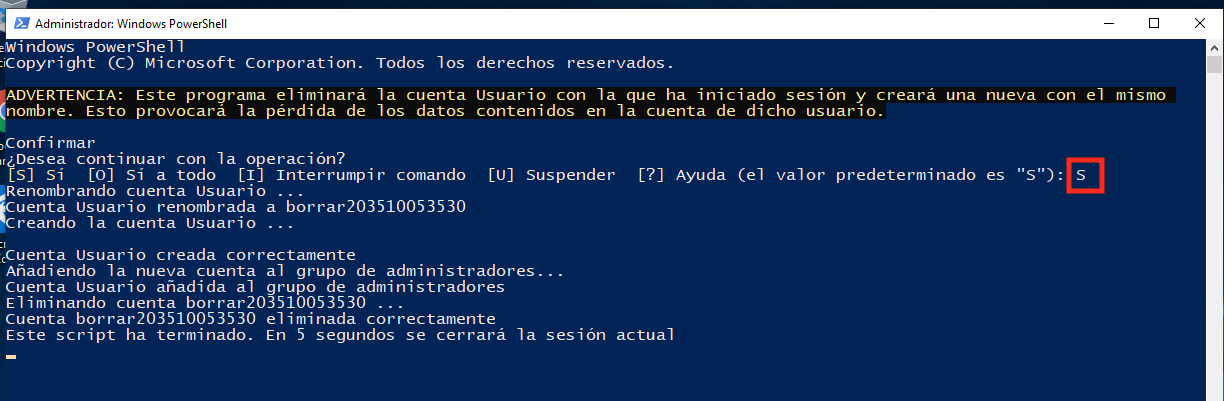 Administrador: Windows PowerShell
Windows PowerShell
Copyright (C) Microsoft Corporation. Todos los derechos reservados.
ADVERTENCIA: Este programa eliminará la cuenta Usuario con la que ha iniciado sesión y creará una nueva con el mismo
nombre. Esto provocará la pérdida de los datos contenidos en la cuenta de dicho usuario.
Confirmar
¿Desea continuar con la operación?
[S] Sí  [O] Sí a todo  [I] Interrumpir comando  [U] Suspender  [?] Ayuda (el valor predeterminado es "S"): S
Renombrando cuenta Usuario ...
Cuenta Usuario renombrada a borrar203510053530
Creando la cuenta Usuario ...
Cuenta Usuario creada correctamente
Añadiendo la nueva cuenta al grupo de administradores...
Cuenta Usuario añadida al grupo de administradores
Eliminando cuenta borrar203510053530 ...
Cuenta borrar203510053530 eliminada correctamente
Este script ha terminado. En 5 segundos se cerrará la sesión actual